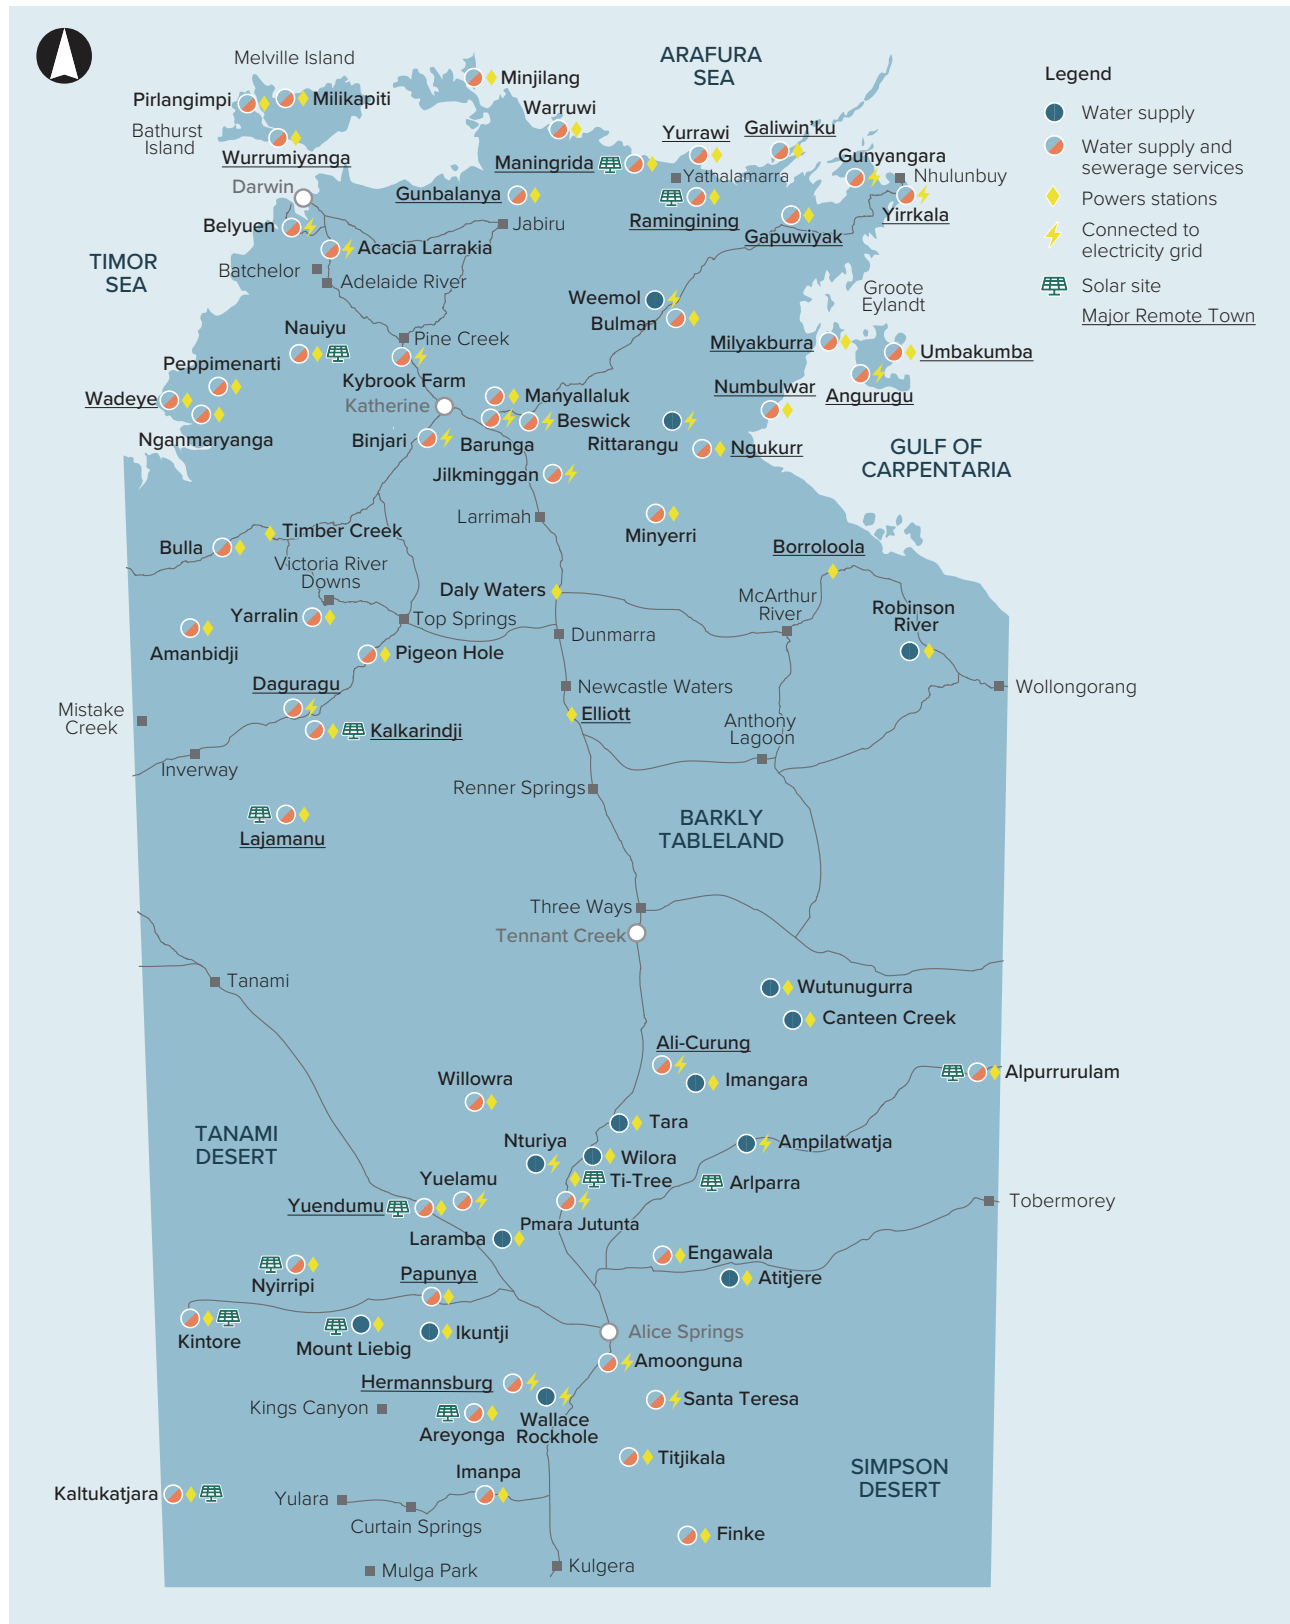 Melville Island
ARAFURA
SEA
Legend
Minjilang
Pirlangimpi
Milikapiti
Warruwi
Water supply
Bathurst
Island
Yurrawi
Galiwin'ku
Water supply and
sewerage services
Wurrumiyanga
Maningrida
Gunyangara
Yathalamarra
Nhulunbuy
Darwin
Gunbalanya
Powers stations
Ramingining
Yirrkala
Belyuen
Jabiru
Gapuwiyak
Connected to
electricity grid
Acacia Larrakia
TIMOR
SEA
Batchelor
Adelaide River
Groote
Eylandt
Solar site
Weemol
Major Remote Town
Bulman
Nauiyu
Pine Creek
Milyakburra
Umbakumba
Peppimenarti
Kybrook Farm
Numbulwar
Angurugu
Wadeye
Manyallaluk
Katherine
Beswick
Nganmaryanga
Binjari
Barunga
Rittarangu
Ngukurr
GULF OF
CARPENTARIA
Jilkminggan
Larrimah
Timber Creek
Minyerri
Bulla
Borroloola
Victoria River
Downs
Daly Waters
McArthur
River
Robinson
River
Yarralin
Top Springs
Dunmarra
Amanbidji
Pigeon Hole
Daguragu
Newcastle Waters
Wollongorang
Mistake
Creek
Elliott
Anthony
Lagoon
Kalkarindji
Inverway
Renner Springs
BARKLY
TABLELAND
Lajamanu
Three Ways
Tennant Creek
Tanami
Wutunugurra
Canteen Creek
Ali-Curung
Alpurrurulam
Willowra
Imangara
Tara
TANAMI
DESERT
Nturiya
Ampilatwatja
Wilora
Yuelamu
Ti-Tree
Arlparra
Yuendumu
Tobermorey
Pmara Jutunta
Laramba
Engawala
Nyirripi
Papunya
Atitjere
Kintore
Mount Liebig
Ikuntji
Alice Springs
Amoonguna
Hermannsburg
Santa Teresa
Kings Canyon
Wallace
Rockhole
Areyonga
Titjikala
Imanpa
SIMPSON
DESERT
Kaltukatjara
Yulara
Curtain Springs
Finke
Mulga Park
Kulgera